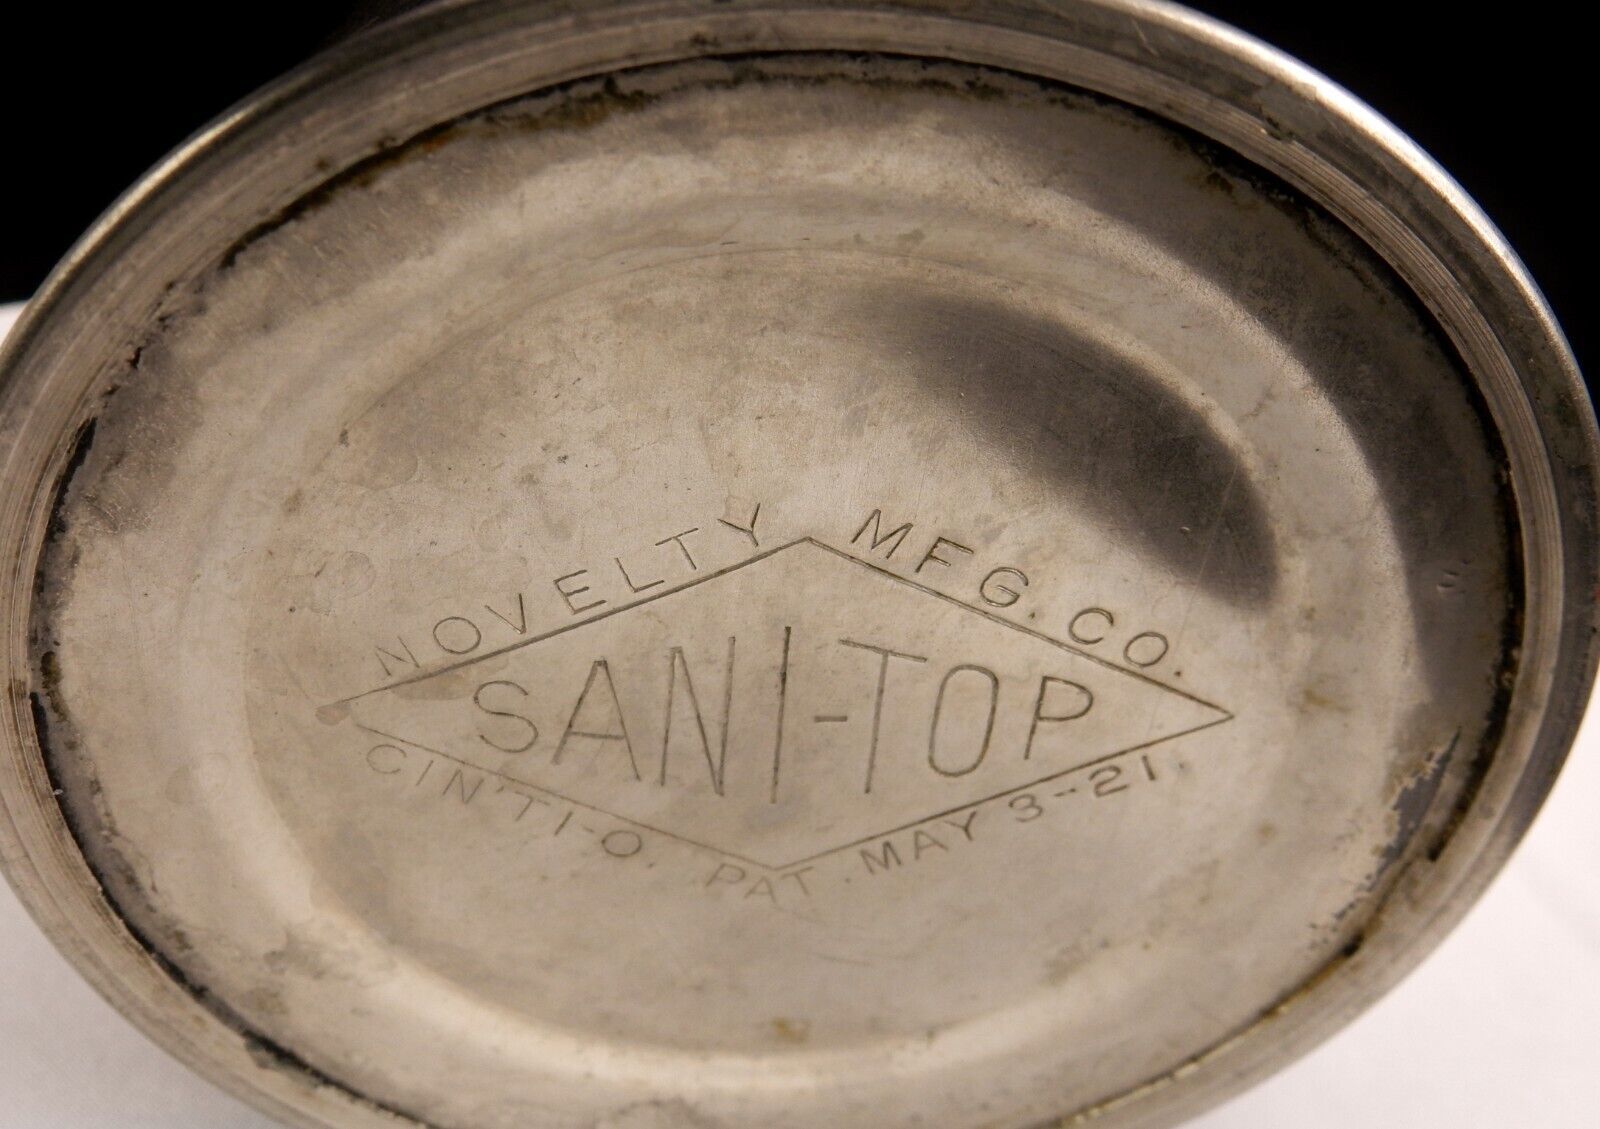 NOVELTY MFG. CO.
SANI-TOP
CIN'TI-O. PAT. MAY 3-21.